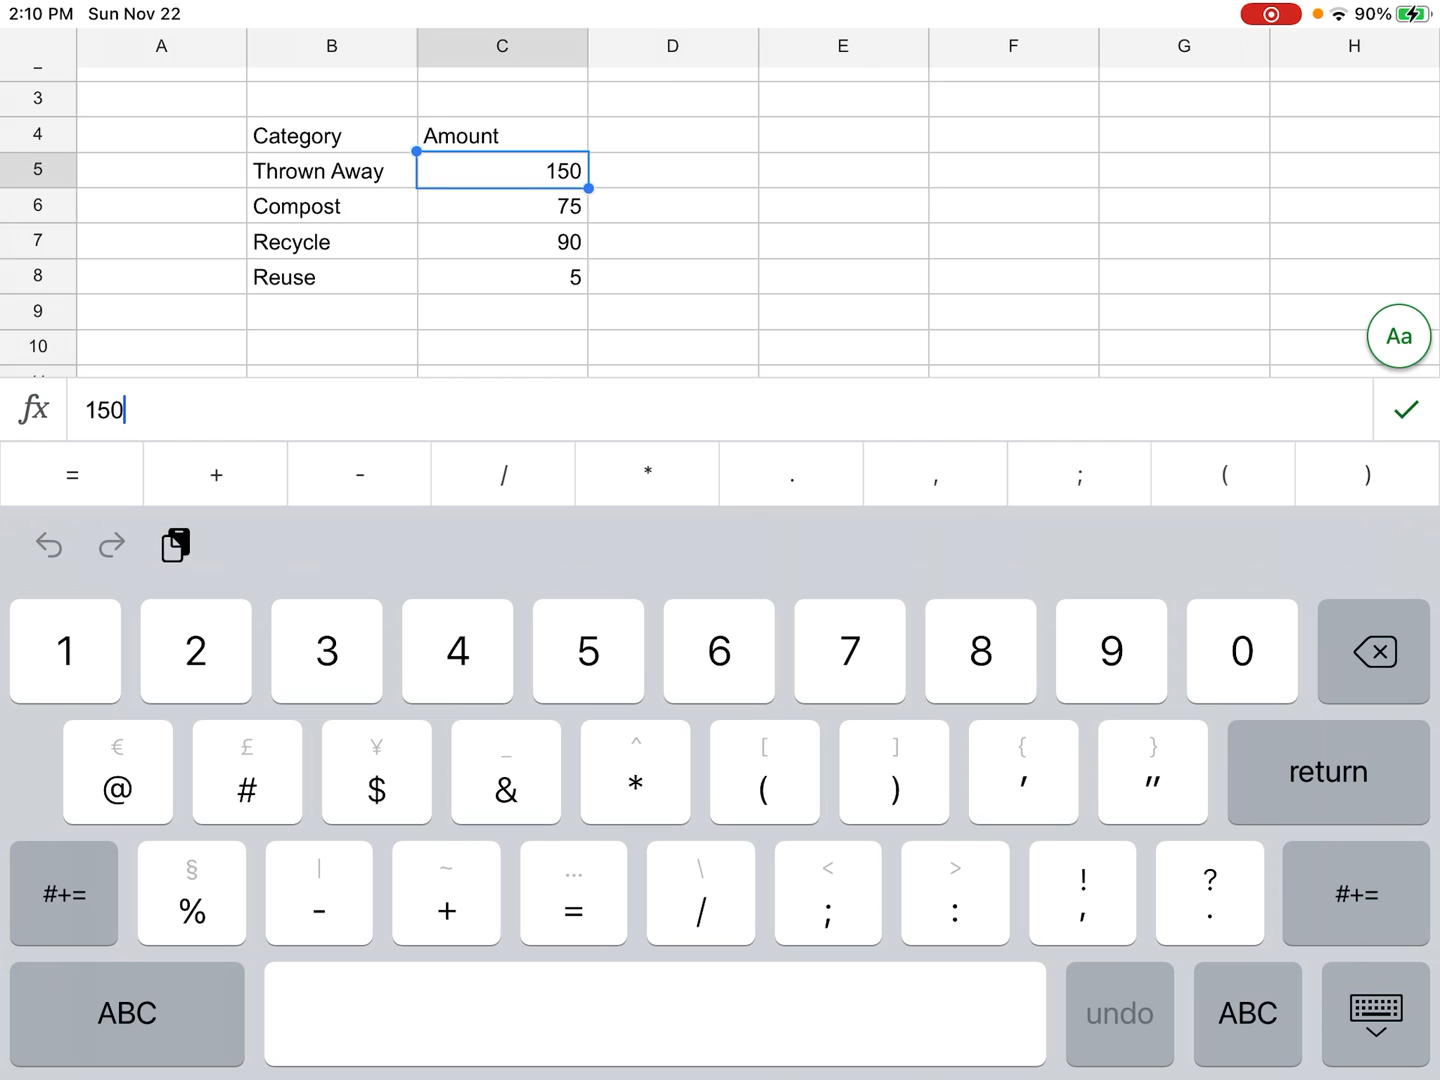 2:10 PM Sun Nov 22
90%
A B C D E F G H
3
4 Category Amount
5 Thrown Away 150
6 Compost 75
7 Recycle 90
8 Reuse 5
9
10
Aa
fx 150
= + - / * . , ; ( )
1 2 3 4 5 6 7 8 9 0
€ £ ¥ _ ^ [ ] { }
@ # $ & * ( ) ' " return
§ | ~ … \ < > ! ?
#+= % - + = / ; : , . #+=
ABC undo ABC